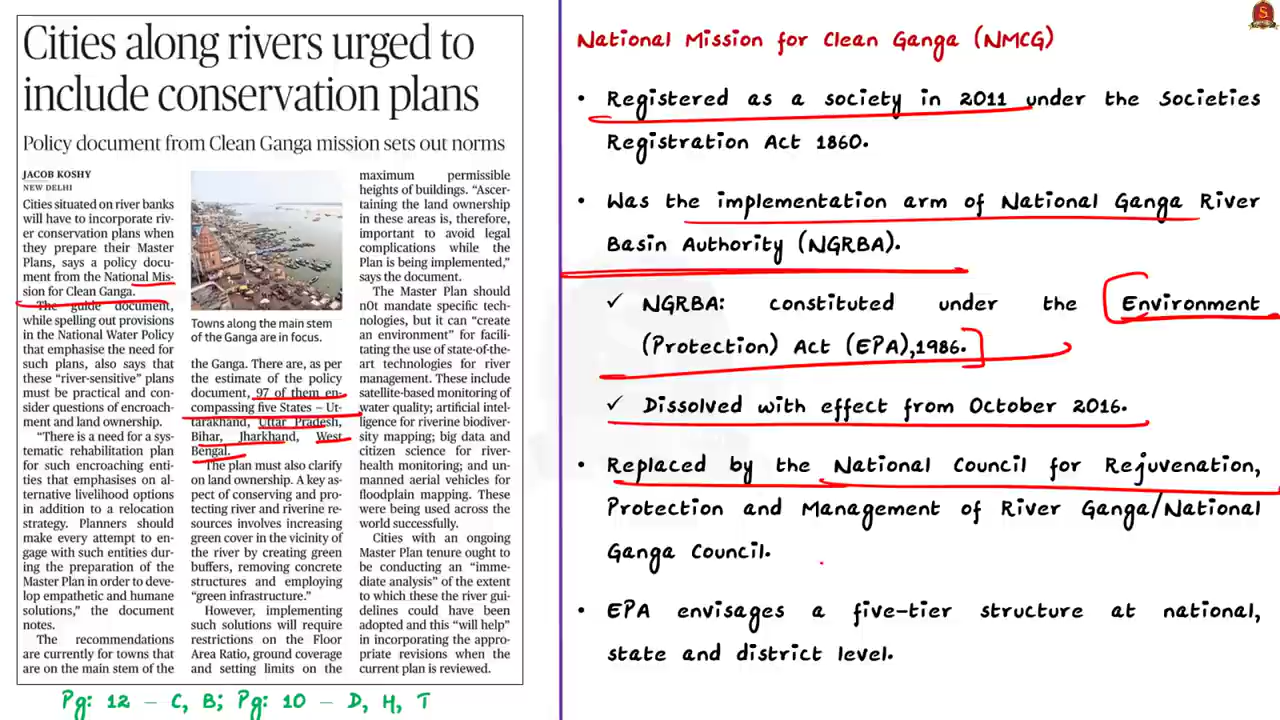 Cities along rivers urged to
include conservation plans
Policy document from Clean Ganga mission sets out norms
JACOB KOSHY
NEW DELHI
Cities situated on river banks
will have to incorporate riv-
er conservation plans when
they prepare their Master
Plans, says a policy docu-
ment from the National Mis-
sion for Clean Ganga.
The guide document,
while spelling out provisions
in the National Water Policy
that emphasise the need for
such plans, also says that
these “river-sensitive” plans
must be practical and con-
sider questions of encroach-
ment and land ownership.
“There is a need for a sys-
tematic rehabilitation plan
for such encroaching enti-
ties that emphasises on al-
ternative livelihood options
in addition to a relocation
strategy. Planners should
make every attempt to en-
gage with such entities dur-
ing the preparation of the
Master Plan in order to deve-
lop empathetic and humane
solutions,” the document
notes.
The recommendations
are currently for towns that
are on the main stem of the
Towns along the main stem
of the Ganga are in focus.
the Ganga. There are, as per
the estimate of the policy
document, 97 of them en-
compassing five States – Ut-
tarakhand, Uttar Pradesh,
Bihar, Jharkhand, West
Bengal.
The plan must also clarify
on land ownership. A key as-
pect of conserving and pro-
tecting river and riverine re-
sources involves increasing
green cover in the vicinity of
the river by creating green
buffers, removing concrete
structures and employing
“green infrastructure.”
However, implementing
such solutions will require
restrictions on the Floor
Area Ratio, ground coverage
and setting limits on the
maximum permissible
heights of buildings. “Ascer-
taining the land ownership
in these areas is, therefore,
important to avoid legal
complications while the
Plan is being implemented,”
says the document.
The Master Plan should
not mandate specific tech-
nologies, but it can “create
an environment” for facili-
tating the use of state-of-the-
art technologies for river
management. These include
satellite-based monitoring of
water quality; artificial intel-
ligence for riverine biodiver-
sity mapping; big data and
citizen science for river-
health monitoring; and un-
manned aerial vehicles for
floodplain mapping. These
were being used across the
world successfully.
Cities with an ongoing
Master Plan tenure ought to
be conducting an “imme-
diate analysis” of the extent
to which these the river gui-
delines could have been
adopted and this “will help”
in incorporating the appro-
priate revisions when the
current plan is reviewed.
Pg: 12 – C, B; Pg: 10 – D, H, T
National Mission for Clean Ganga (NMCG)
• Registered as a society in 2011 under the Societies
Registration Act 1860.
• Was the implementation arm of National Ganga River
Basin Authority (NGRBA).
✓ NGRBA: constituted under the Environment
(Protection) Act (EPA),1986.
✓ Dissolved with effect from October 2016.
• Replaced by the National Council for Rejuvenation,
Protection and Management of River Ganga/National
Ganga Council.
• EPA envisages a five-tier structure at national,
state and district level.